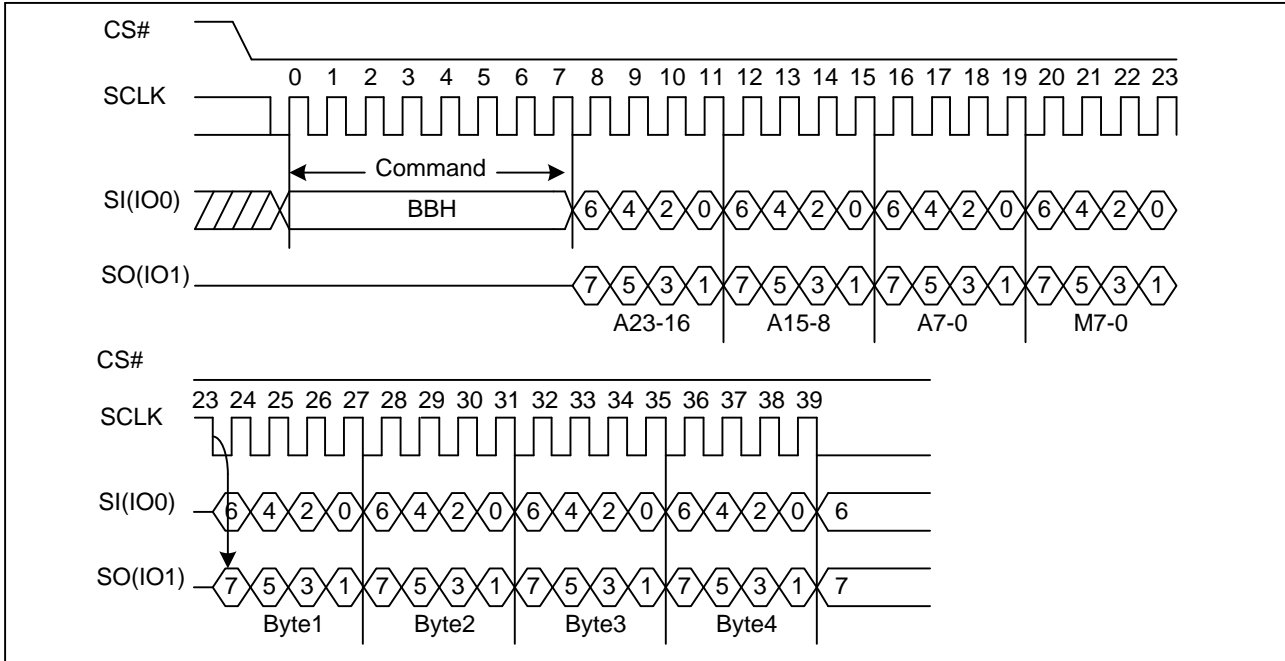 CS#
0 1 2 3 4 5 6 7 8 9 10 11 12 13 14 15 16 17 18 19 20 21 22 23
SCLK
Command
SI(IO0) BBH 6 4 2 0 6 4 2 0 6 4 2 0 6 4 2 0
SO(IO1) 7 5 3 1 7 5 3 1 7 5 3 1 7 5 3 1
A23-16 A15-8 A7-0 M7-0
CS#
23 24 25 26 27 28 29 30 31 32 33 34 35 36 37 38 39
SCLK
SI(IO0) 6 4 2 0 6 4 2 0 6 4 2 0 6 4 2 0 6
SO(IO1) 7 5 3 1 7 5 3 1 7 5 3 1 7 5 3 1 7
Byte1 Byte2 Byte3 Byte4